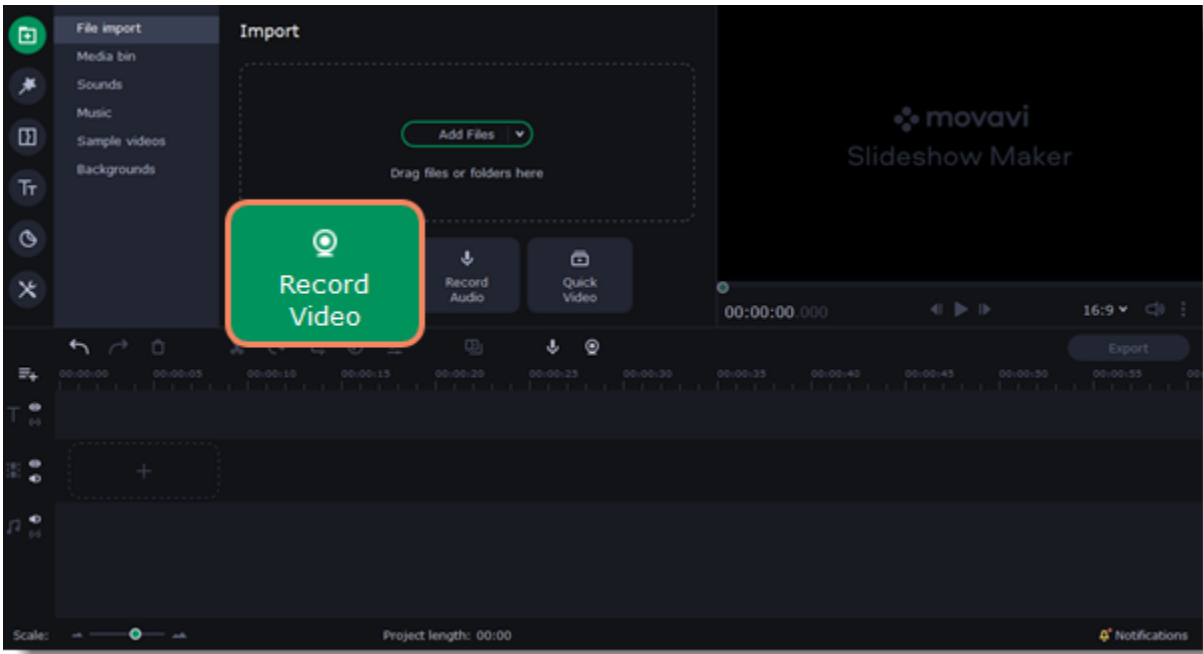 File import
Media bin
Sounds
Music
Sample videos
Backgrounds
Import
Add Files
Drag files or folders here
Record
Video
Record
Audio
Quick
Video
movavi
Slideshow Maker
00:00:00.000
16:9
Export
00:00:00 00:00:05 00:00:10 00:00:15 00:00:20 00:00:25 00:00:30 00:00:35 00:00:40 00:00:45 00:00:50 00:00:55 00:
Scale:
Project length: 00:00
Notifications